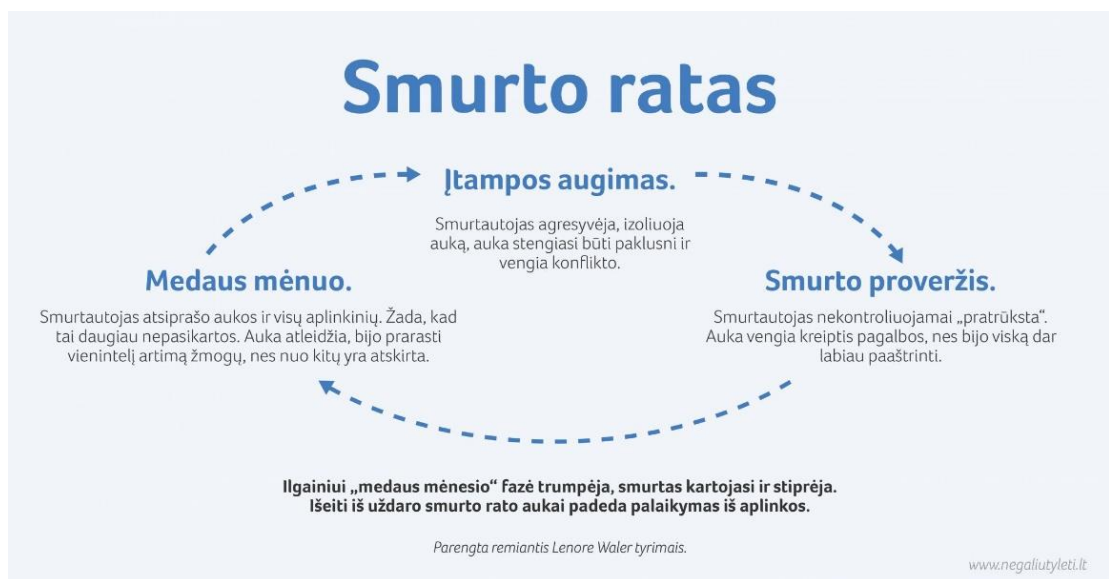 Smurto ratas
Įtampos augimas.
Smurtautojas agresyvėja, izoliuoja
auką, auka stengiasi būti paklusni ir
vengia konflikto.
Medaus mėnuo.
Smurtautojas atsiprašo aukos ir visų aplinkinių. Žada, kad
tai daugiau nepasikartos. Auka atleidžia, bijo prarasti
vienintelį artimą žmogų, nes nuo kitų yra atskirta.
Smurto proveržis.
Smurtautojas nekontroliuojamai „pratrūksta“.
Auka vengia kreiptis pagalbos, nes bijo viską dar
labiau paaštrinti.
Ilgainiui „medaus mėnesio“ fazė trumpėja, smurtas kartojasi ir stiprėja.
Išeiti iš uždaro smurto rato aukai padeda palaikymas iš aplinkos.
Parengta remiantis Lenore Waler tyrimais.
www.negaliutyleti.lt